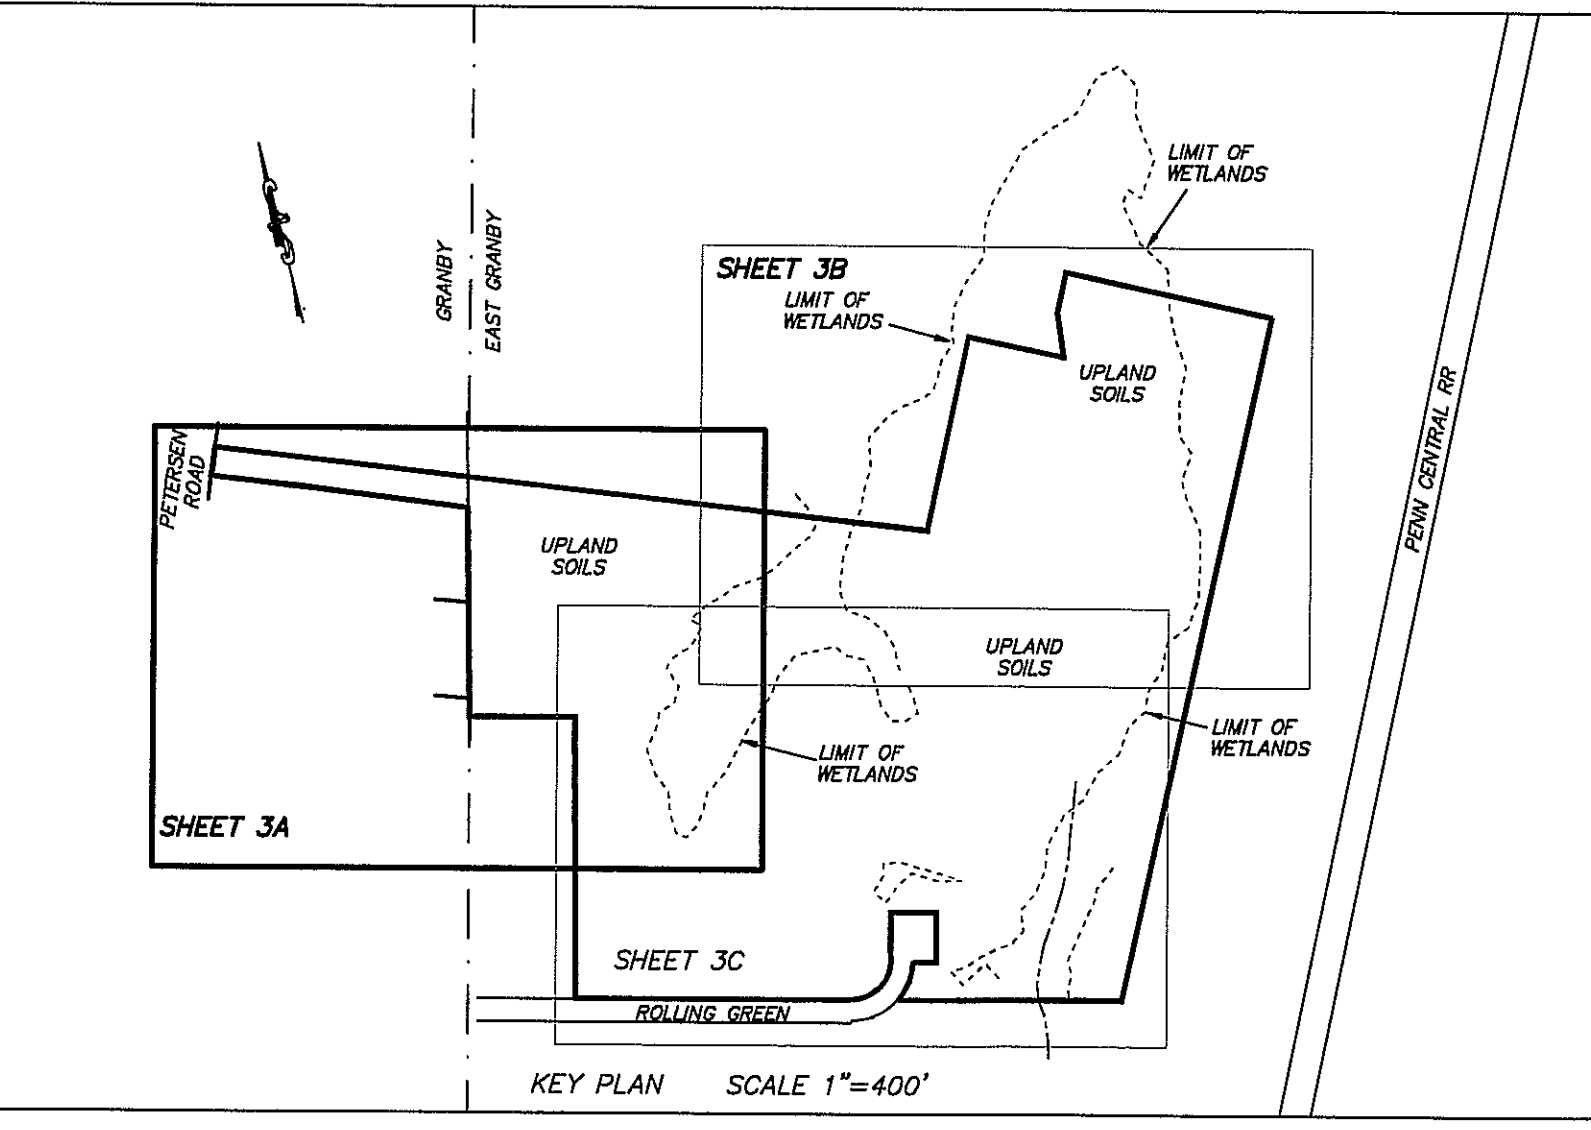 LIMIT OF
WETLANDS
GRANBY
EAST GRANBY
SHEET 3B
LIMIT OF
WETLANDS
UPLAND
SOILS
PENN CENTRAL RR
PETERSEN
ROAD
UPLAND
SOILS
UPLAND
SOILS
LIMIT OF
WETLANDS
LIMIT OF
WETLANDS
SHEET 3A
SHEET 3C
ROLLING GREEN
KEY PLAN SCALE 1"=400'